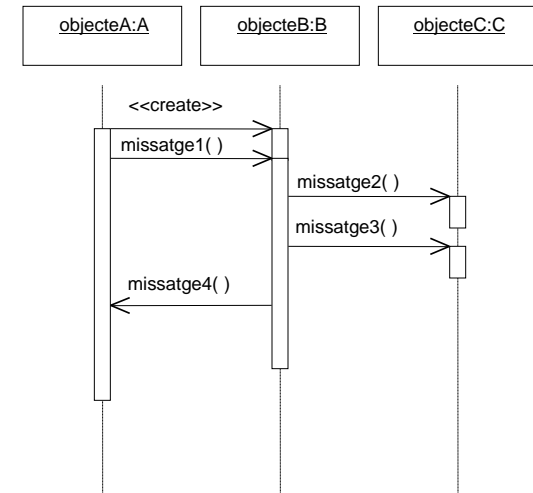 objecteA:A
objecteB:B
objecteC:C
<<create>>
missatge1( )
missatge2( )
missatge3( )
missatge4( )